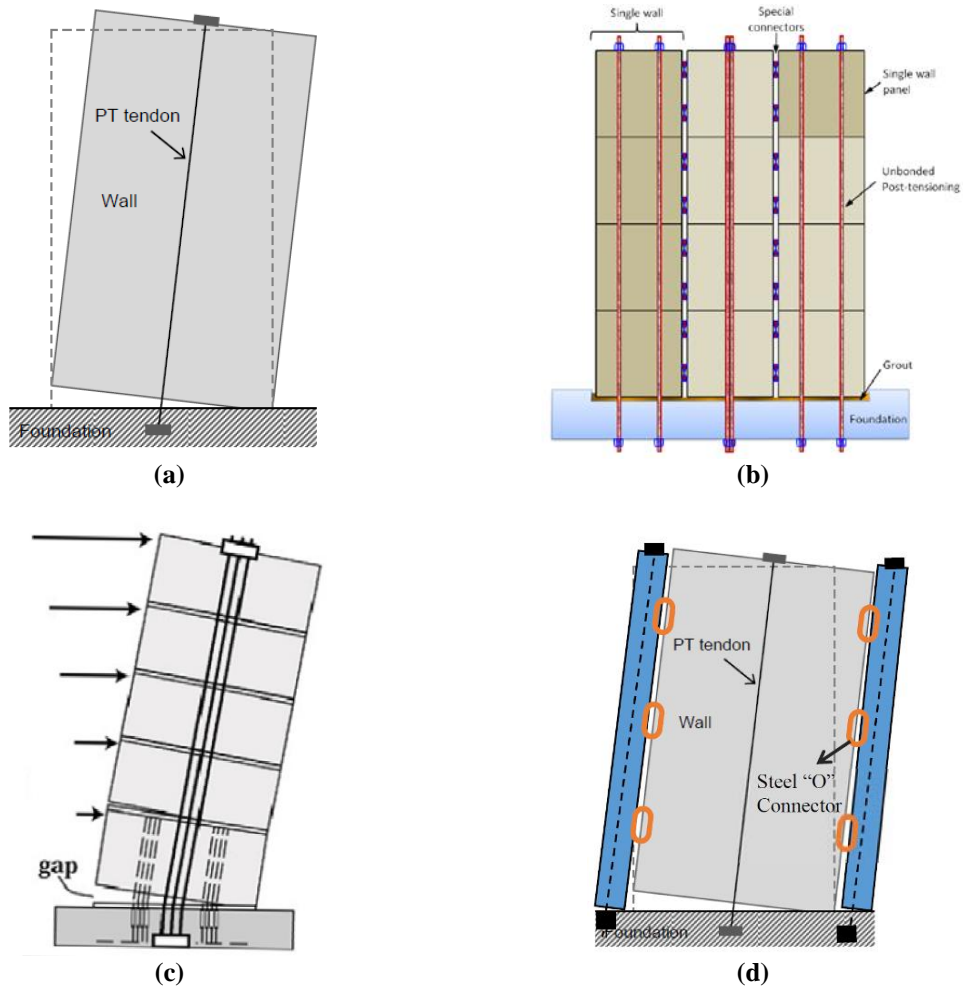 PT tendon
Wall
Foundation
(a)
Single wall
Special
connectors
Single wall
panel
Unbonded
Post-tensioning
Grout
Foundation
(b)
gap
(c)
PT tendon
Wall
Steel “O”
Connector
Foundation
(d)